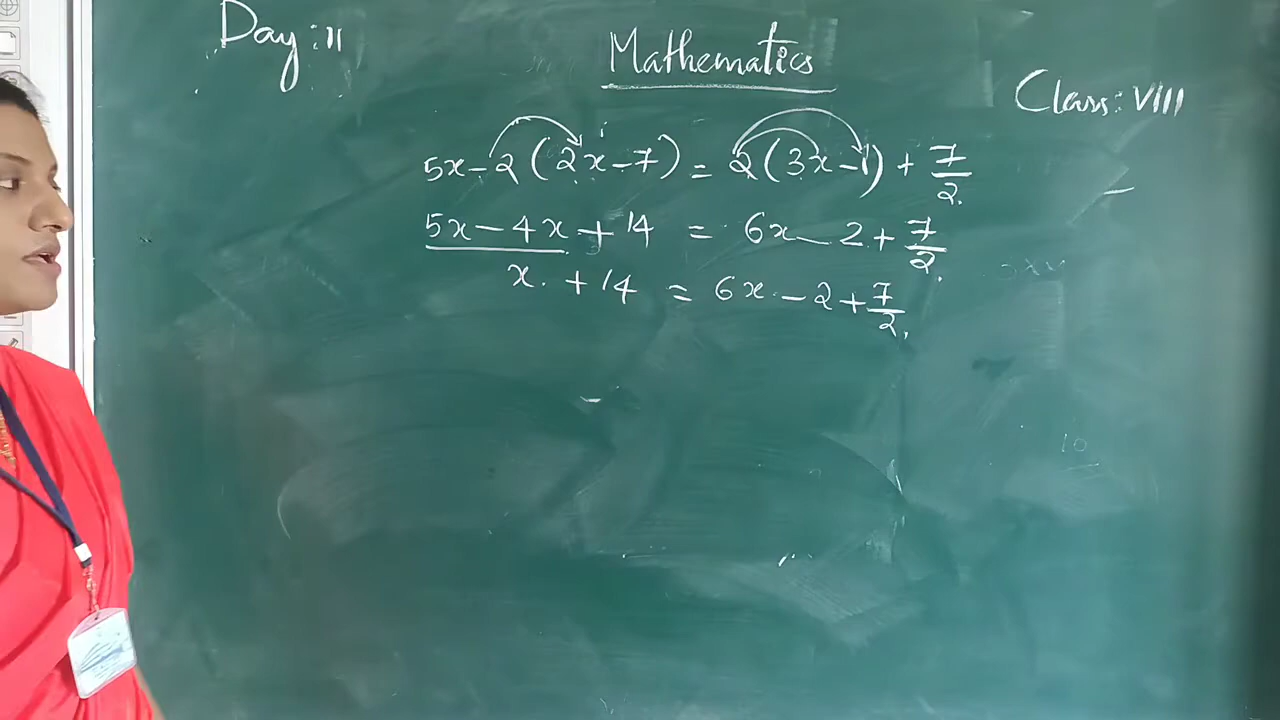 Day: 11
Mathematics
Class: VIII
5x - 2 (2x - 7) = 2 (3x - 1) + 7/2
5x - 4x + 14 = 6x - 2 + 7/2
x + 14 = 6x - 2 + 7/2